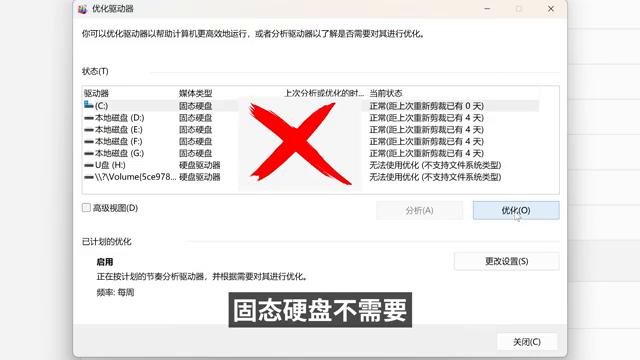 优化驱动器
你可以优化驱动器以帮助计算机更高效地运行，或者分析驱动器以了解是否需要对其进行优化。
状态(T)
驱动器 媒体类型 上次分析或优化的时... 当前状态
(C:) 固态硬盘 正常(距上次重新剪裁已有 0 天)
本地磁盘 (D:) 固态硬盘 正常(距上次重新剪裁已有 4 天)
本地磁盘 (E:) 固态硬盘 正常(距上次重新剪裁已有 4 天)
本地磁盘 (F:) 固态硬盘 正常(距上次重新剪裁已有 4 天)
本地磁盘 (G:) 固态硬盘 正常(距上次重新剪裁已有 4 天)
U盘 (H:) 硬盘驱动器 无法使用优化 (不支持文件系统类型)
\\?\Volume{5ce978... 硬盘驱动器 无法使用优化 (不支持文件系统类型)
高级视图(D) 分析(A) 优化(O)
已计划的优化
启用 更改设置(S)
正在按计划的节奏分析驱动器，并根据需要对其进行优化。
频率: 每周
固态硬盘不需要
关闭(C)